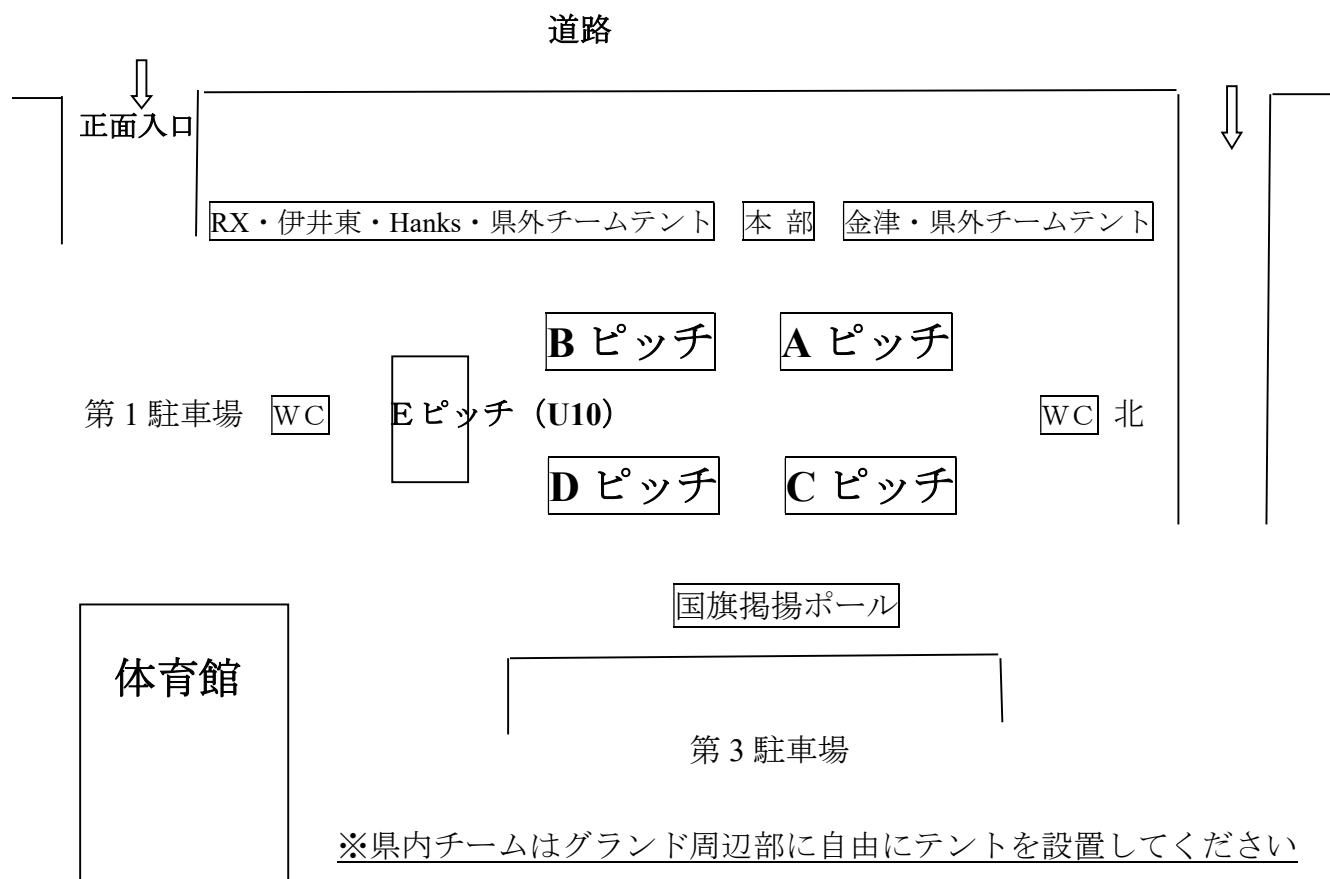 道路
正面入口
RX・伊井東・Hanks・県外チームテント 本 部 金津・県外チームテント
B ピッチ A ピッチ
第1駐車場 WC Eピッチ（U10） WC 北
D ピッチ C ピッチ
国旗掲揚ポール
体育館
第3駐車場
※県内チームはグランド周辺部に自由にテントを設置してください